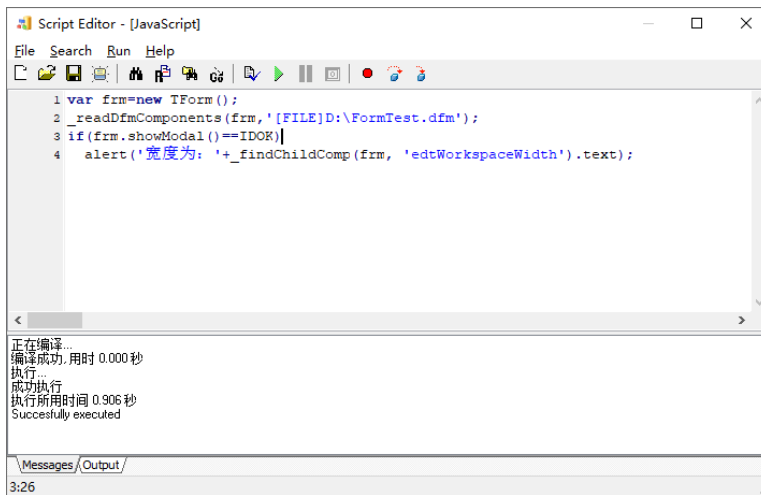 Script Editor - [JavaScript]
File Search Run Help
1 var frm=new TForm();
2 _readDfmComponents(frm,'[FILE]D:\FormTest.dfm');
3 if(frm.showModal()==IDOK)
4 alert('宽度为: '+_findChildComp(frm, 'edtWorkspaceWidth').text);
正在编译...
编译成功, 用时 0.000 秒
执行...
成功执行
执行所用时间 0.906 秒
Succesfully executed
Messages Output
3:26